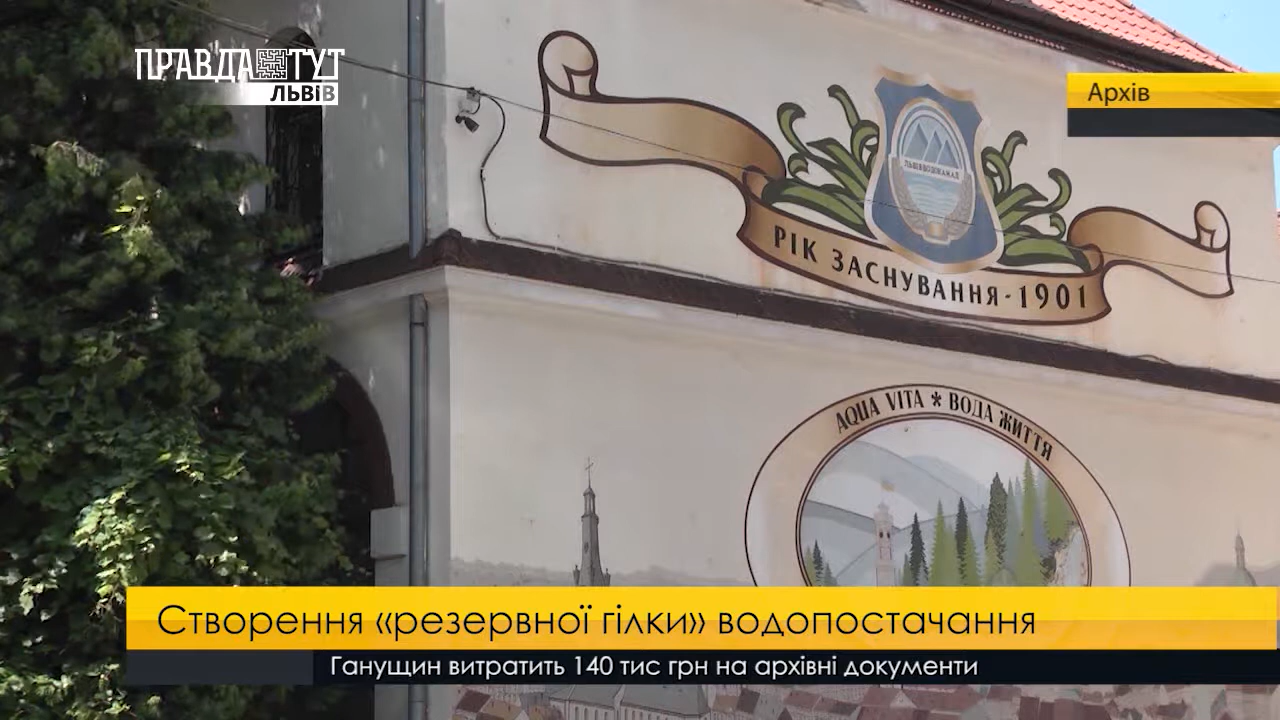 ПРАВДА ТУТ
ЛЬВІВ
Архів
ЛЬВІВВОДОКАНАЛ
РІК ЗАСНУВАННЯ - 1901
AQUA VITA * ВОДА ЖИТТЯ
Створення «резервної гілки» водопостачання
Ганущин витратить 140 тис грн на архівні документи